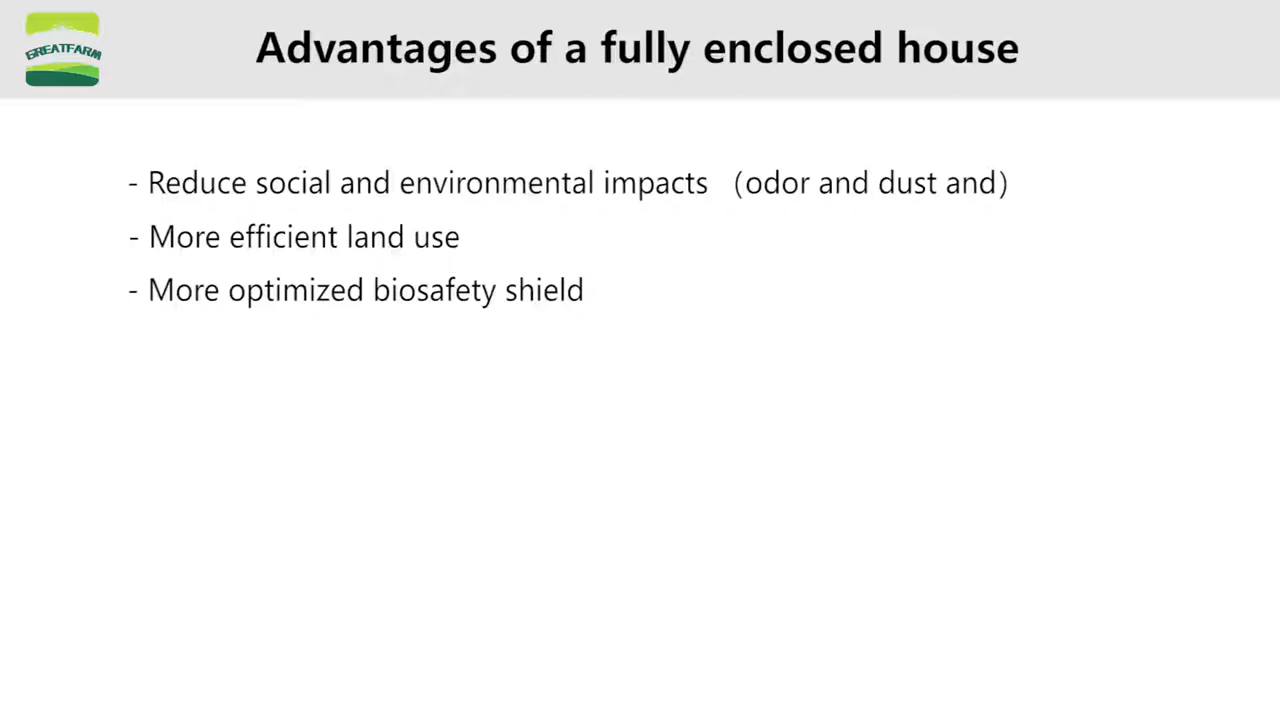 GREATFARM
Advantages of a fully enclosed house
- Reduce social and environmental impacts （odor and dust and）
- More efficient land use
- More optimized biosafety shield